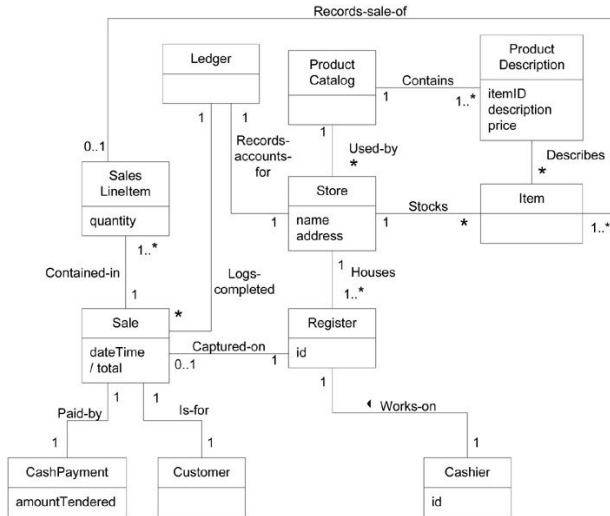 Records-sale-of
Ledger
1
1
Product
Catalog
1
1
Contains
1..*
Product
Description
itemID
description
price
0..1
Records-
accounts-
for
Used-by
*
Describes
*
Sales
LineItem
quantity
1..*
Store
name
address
1
1
1
Stocks
*
Item
1..*
Contained-in
1
Logs-
completed
*
Houses
1..*
Sale
dateTime
/ total
0..1
1
1
Captured-on
1
Register
id
1
Paid-by
1
Is-for
1
Works-on
1
CashPayment
amountTendered
Customer
Cashier
id